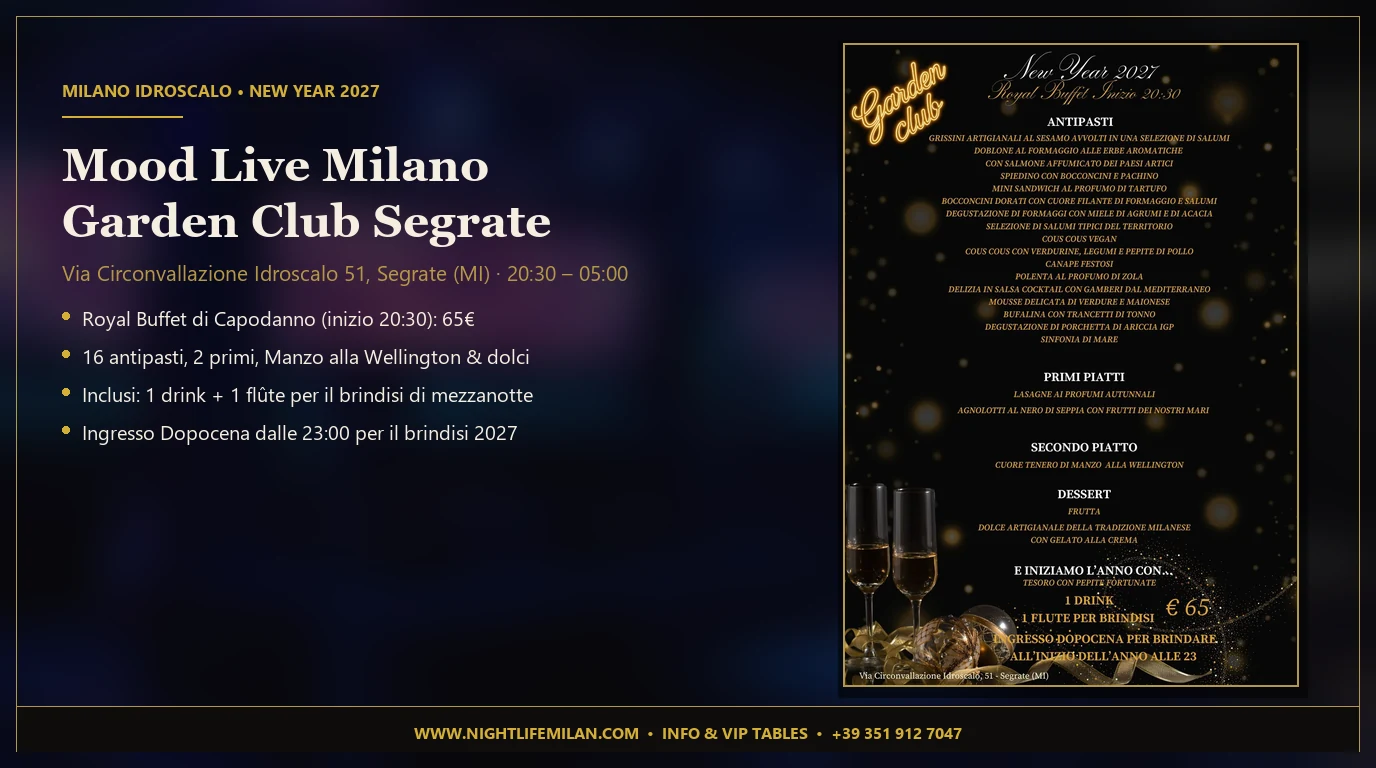 MILANO IDROSCALO • NEW YEAR 2027
Mood Live Milano
Garden Club Segrate
Via Circonvallazione Idroscalo 51, Segrate (MI) · 20:30 – 05:00
Royal Buffet di Capodanno (inizio 20:30): 65€
16 antipasti, 2 primi, Manzo alla Wellington & dolci
Inclusi: 1 drink + 1 flûte per il brindisi di mezzanotte
Ingresso Dopocena dalle 23:00 per il brindisi 2027
Garden
club
New Year 2027
Royal Buffet Inizio 20:30
ANTIPASTI
GRISSINI ARTIGIANALI AL SESAMO AVVOLTI IN UNA SELEZIONE DI SALUMI
DOBLONE AL FORMAGGIO ALLE ERBE AROMATICHE
CON SALMONE AFFUMICATO DEI PAESI ARTICI
SPIEDINO CON BOCCONCINI E PACHINO
MINI SANDWICH AL PROFUMO DI TARTUFO
BOCCONCINI DORATI CON CUORE FILANTE DI FORMAGGIO E SALUMI
DEGUSTAZIONE DI FORMAGGI CON MIELE DI AGRUMI E DI ACACIA
SELEZIONE DI SALUMI TIPICI DEL TERRITORIO
COUS COUS VEGAN
COUS COUS CON VERDURINE, LEGUMI E PEPITE DI POLLO
CANAPE FESTOSI
POLENTA AL PROFUMO DI ZOLA
DELIZIA IN SALSA COCKTAIL CON GAMBERI DAL MEDITERRANEO
MOUSSE DELICATA DI VERDURE E MAIONESE
BUFALINA CON TRANCETTI DI TONNO
DEGUSTAZIONE DI PORCHETTA DI ARICCIA IGP
SINFONIA DI MARE
PRIMI PIATTI
LASAGNE AI PROFUMI AUTUNNALI
AGNOLOTTI AL NERO DI SEPPIA CON FRUTTI DEI NOSTRI MARI
SECONDO PIATTO
CUORE TENERO DI MANZO ALLA WELLINGTON
DESSERT
FRUTTA
DOLCE ARTIGIANALE DELLA TRADIZIONE MILANESE
CON GELATO ALLA CREMA
E INIZIAMO L'ANNO CON...
TESORO CON PEPITE FORTUNATE
1 DRINK
€ 65
1 FLUTE PER BRINDISI
INGRESSO DOPOCENA PER BRINDARE
ALL'INIZIO DELL'ANNO ALLE 23
Via Circonvallazione Idroscalo, 51 - Segrate (MI)
WWW.NIGHTLIFEMILAN.COM • INFO & VIP TABLES • +39 351 912 7047